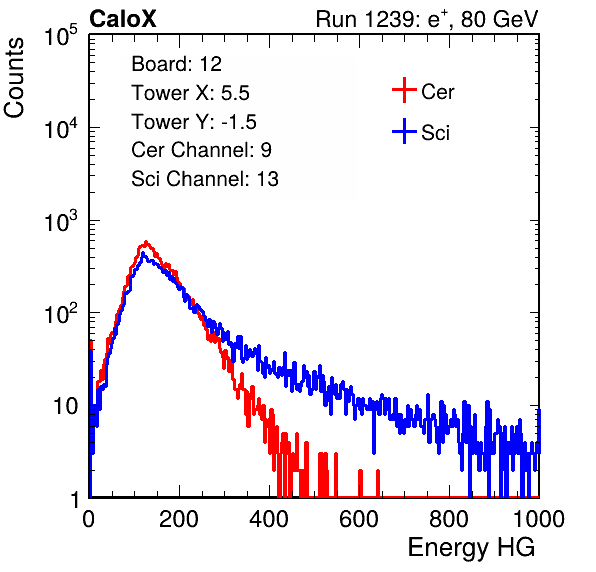 CaloX Run 1239: e⁺, 80 GeV
Counts
Board: 12
Tower X: 5.5
Tower Y: -1.5
Cer Channel: 9
Sci Channel: 13
Cer
Sci
10⁵
10⁴
10³
10²
10
1
0 200 400 600 800 1000
Energy HG